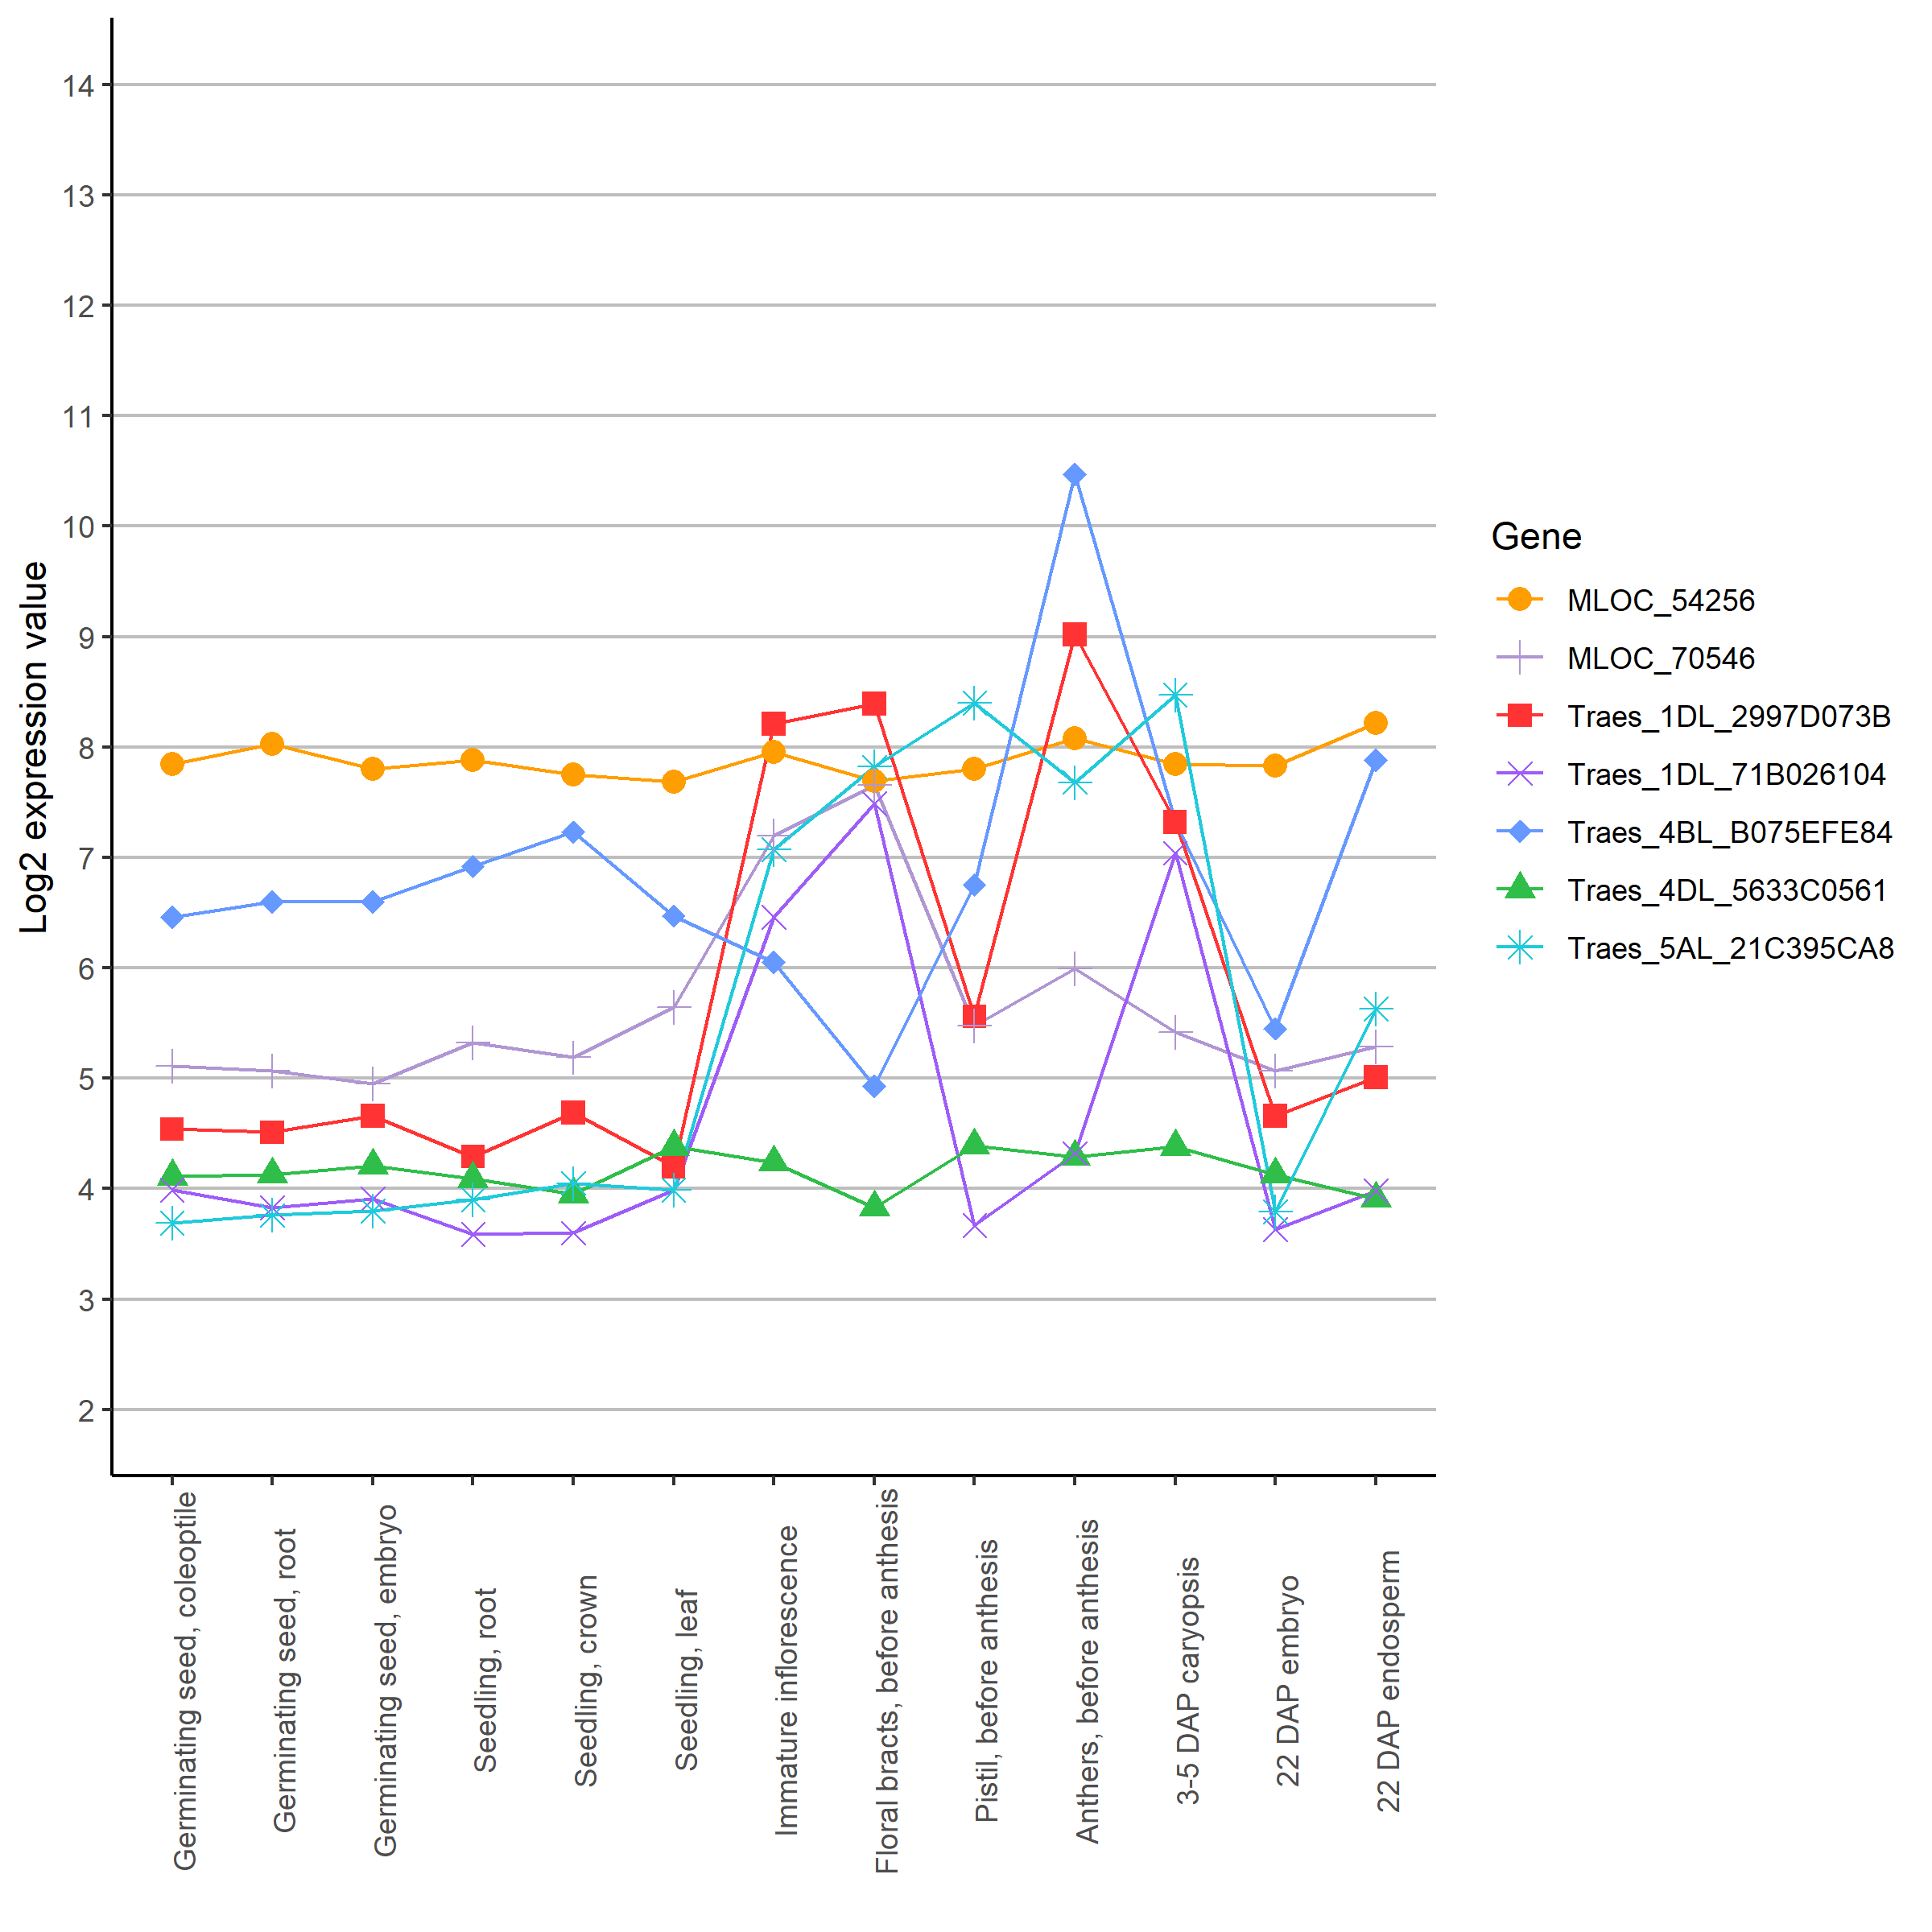 14
13
12
11
10
9
8
7
6
5
4
3
2
Log2 expression value
Germinating seed, coleoptile
Germinating seed, root
Germinating seed, embryo
Seedling, root
Seedling, crown
Seedling, leaf
Immature inflorescence
Floral bracts, before anthesis
Pistil, before anthesis
Anthers, before anthesis
3-5 DAP caryopsis
22 DAP embryo
22 DAP endosperm
Gene
MLOC_54256
MLOC_70546
Traes_1DL_2997D073B
Traes_1DL_71B026104
Traes_4BL_B075EFE84
Traes_4DL_5633C0561
Traes_5AL_21C395CA8